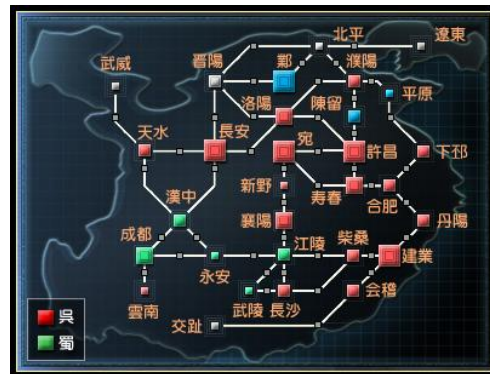 北平
遼東
晋陽
鄴
濮陽
武威
平原
洛陽
陳留
天水
長安
宛
許昌
下邳
新野
漢中
寿春
合肥
成都
襄陽
丹陽
江陵
柴桑
建業
永安
雲南
武陵
長沙
会稽
交趾
呉
蜀